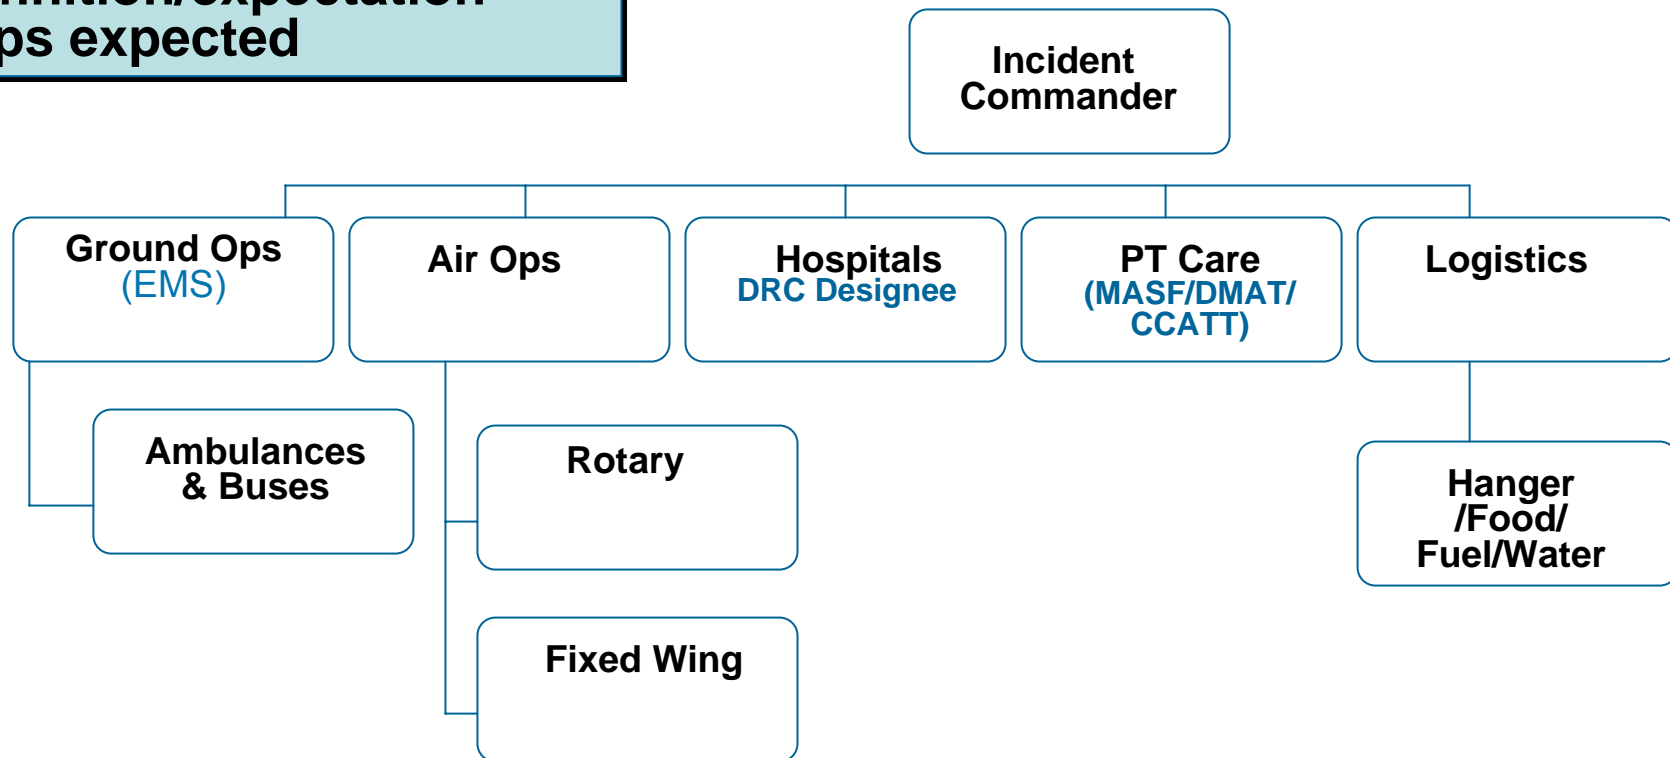 ps expected
Incident
Commander
Ground Ops
(EMS)
Air Ops
Hospitals
DRC Designee
PT Care
(MASF/DMAT/
CCATT)
Logistics
Ambulances
& Buses
Rotary
Hanger
/Food/
Fuel/Water
Fixed Wing